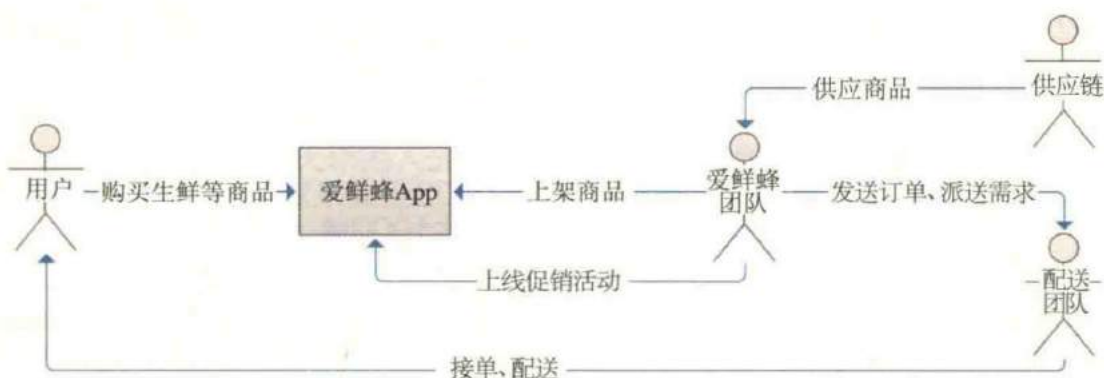 供应链
供应商品
用户
购买生鲜等商品
爱鲜蜂App
上架商品
爱鲜蜂
团队
发送订单、派送需求
上线促销活动
配送
团队
接单、配送